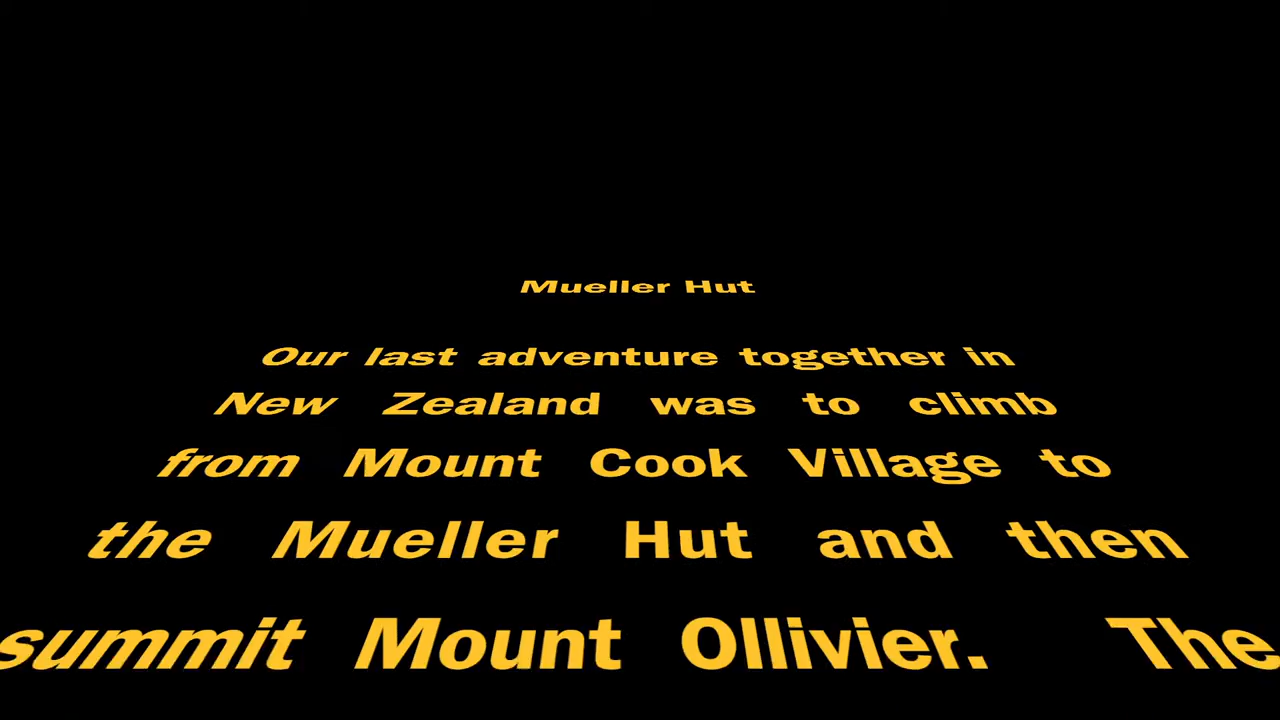 Mueller Hut
Our last adventure together in
New Zealand was to climb
from Mount Cook Village to
the Mueller Hut and then
summit Mount Ollivier. The